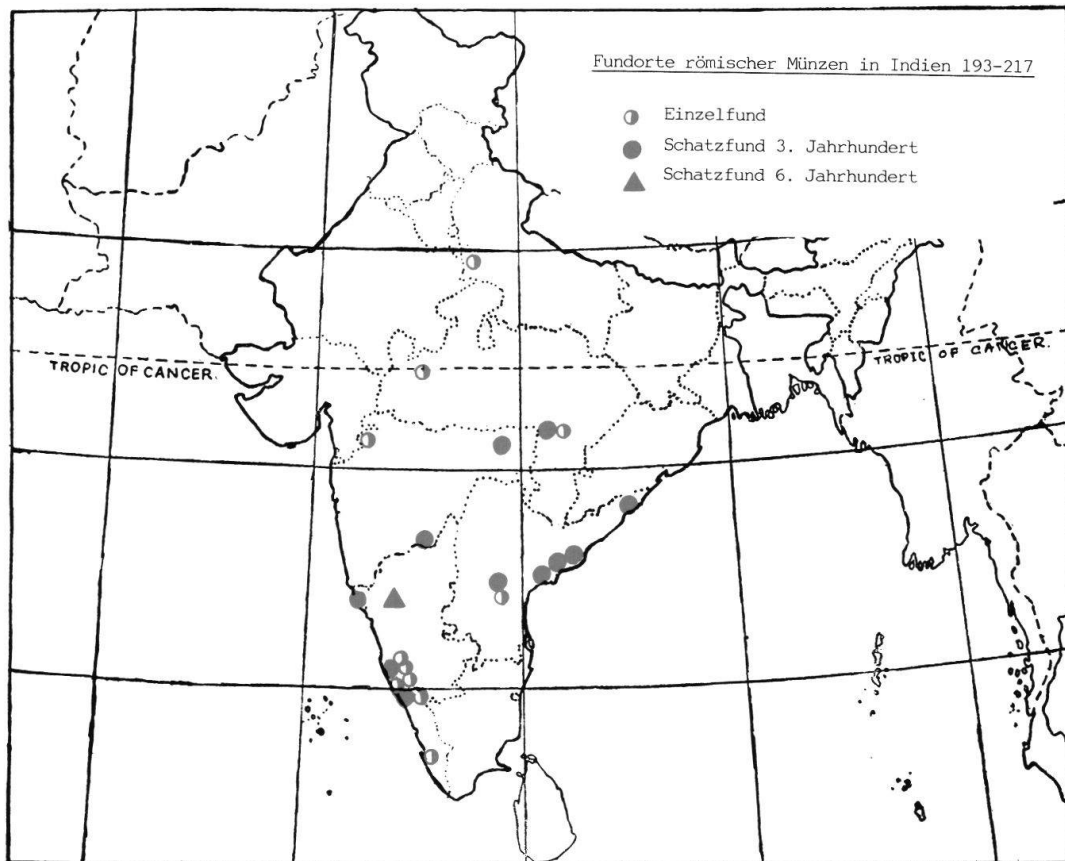 Fundorte römischer Münzen in Indien 193-217
Einzelfund
Schatzfund 3. Jahrhundert
Schatzfund 6. Jahrhundert
TROPIC OF CANCER.
TROPIC OF CANCER.